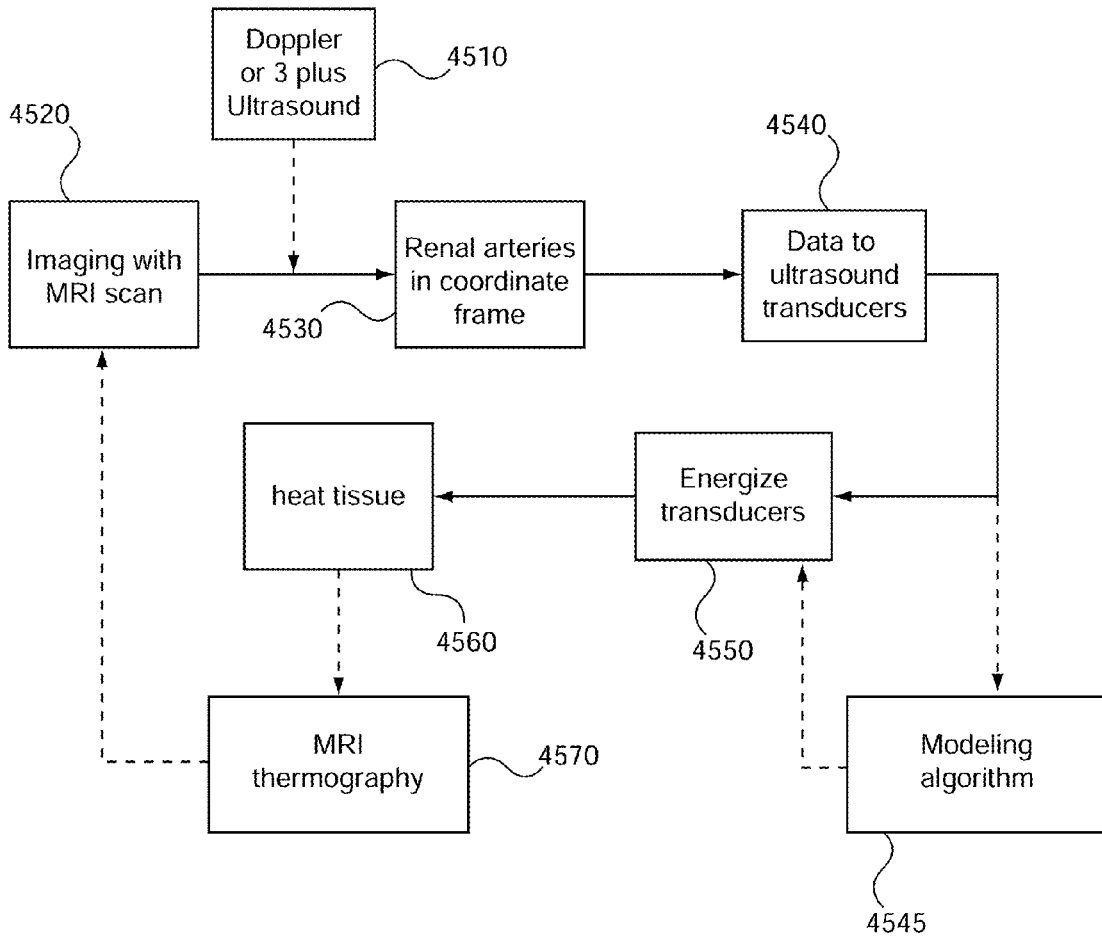 Doppler
or 3 plus
Ultrasound
4510
4520
4540
Imaging with
MRI scan
Renal arteries
in coordinate
frame
4530
Data to
ultrasound
transducers
heat tissue
Energize
transducers
4560
4550
MRI
thermography
4570
Modeling
algorithm
4545